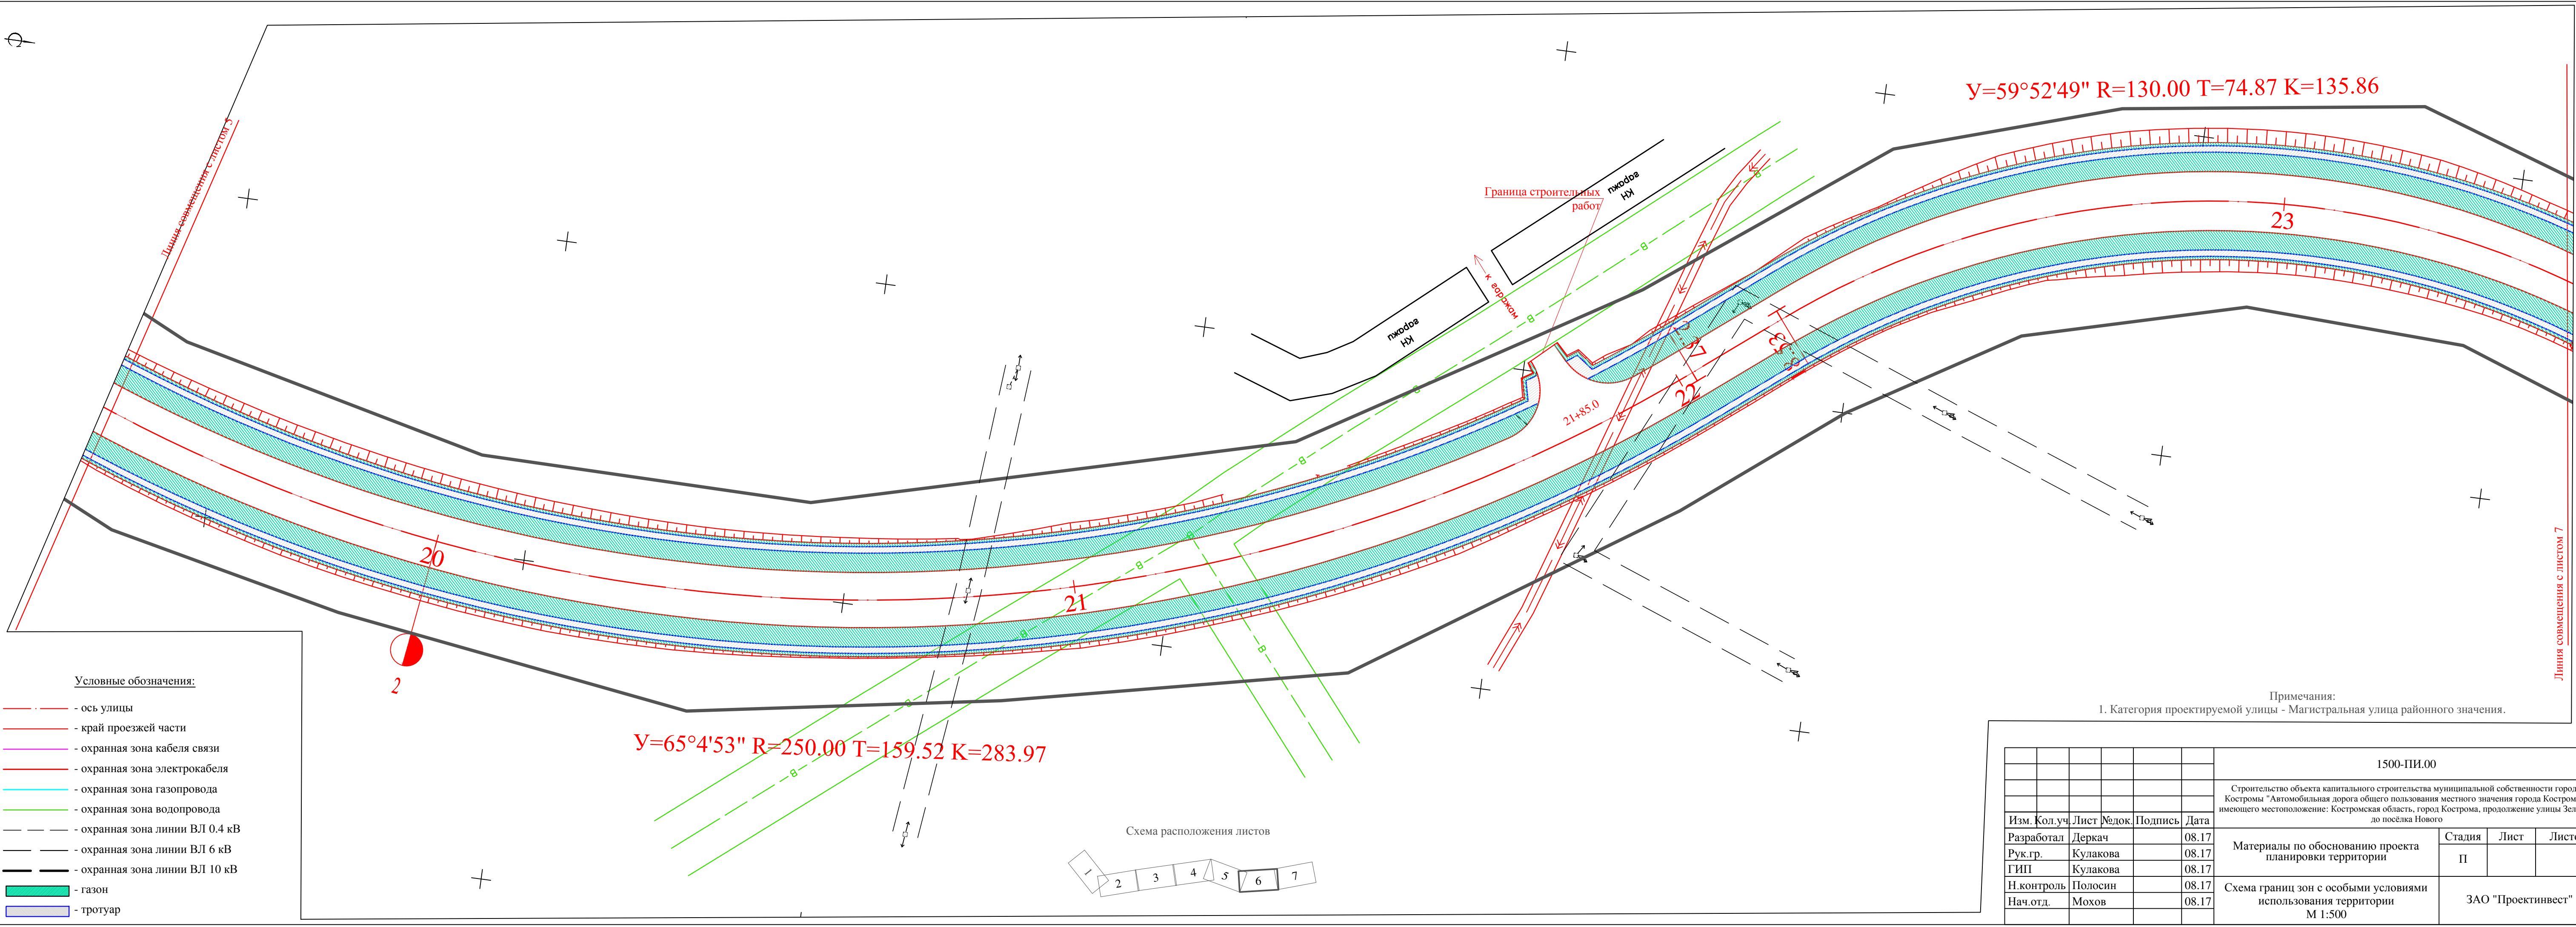 У=59°52'49" R=130.00 Т=74.87 К=135.86
Линия совмещения с листом 5
Граница строительных
работ
гаражи
КН
гаражи
КН
к гаражам
23
22
21+85.0
20
21
2
У=65°4'53" R=250.00 Т=159.52 К=283.97
Линия совмещения с листом 7
В
В
В
В
В
В
В
В
В
В
В
Условные обозначения:
- ось улицы
- край проезжей части
- охранная зона кабеля связи
- охранная зона электрокабеля
- охранная зона газопровода
- охранная зона водопровода
- охранная зона линии ВЛ 0.4 кВ
- охранная зона линии ВЛ 6 кВ
- охранная зона линии ВЛ 10 кВ
- газон
- тротуар
Схема расположения листов
1 2 3 4 5 6 7
Примечания:
1. Категория проектируемой улицы - Магистральная улица районного значения.
1500-ПИ.00
Строительство объекта капитального строительства муниципальной собственности город
Костромы "Автомобильная дорога общего пользования местного значения города Костром
имеющего местоположение: Костромская область, город Кострома, продолжение улицы Зел
до посёлка Нового
Изм. Кол.уч. Лист №док. Подпись Дата
Разработал Деркач 08.17
Рук.гр. Кулакова 08.17
ГИП Кулакова 08.17
Н.контроль Полосин 08.17
Нач.отд. Мохов 08.17
Материалы по обоснованию проекта
планировки территории
Стадия Лист Листо
П
Схема границ зон с особыми условиями
использования территории
М 1:500
ЗАО "Проектинвест"